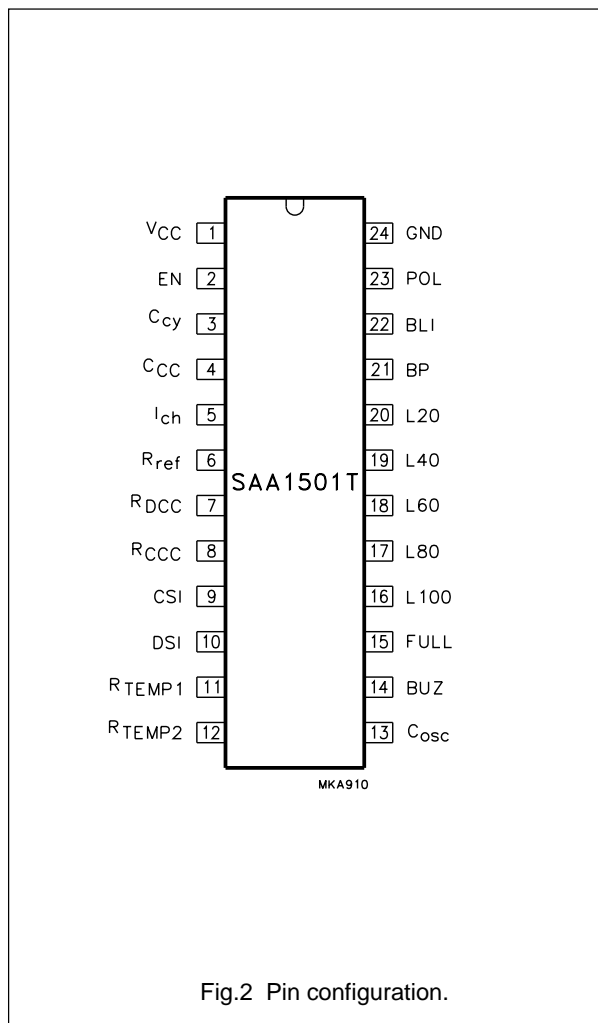 VCC 1 24 GND
EN 2 23 POL
Ccy 3 22 BLI
CCC 4 21 BP
Ich 5 20 L20
Rref 6 19 L40
SAA1501T
RDCC 7 18 L60
RCCC 8 17 L80
CSI 9 16 L100
DSI 10 15 FULL
RTEMP1 11 14 BUZ
RTEMP2 12 13 Cosc
MKA910
Fig.2 Pin configuration.